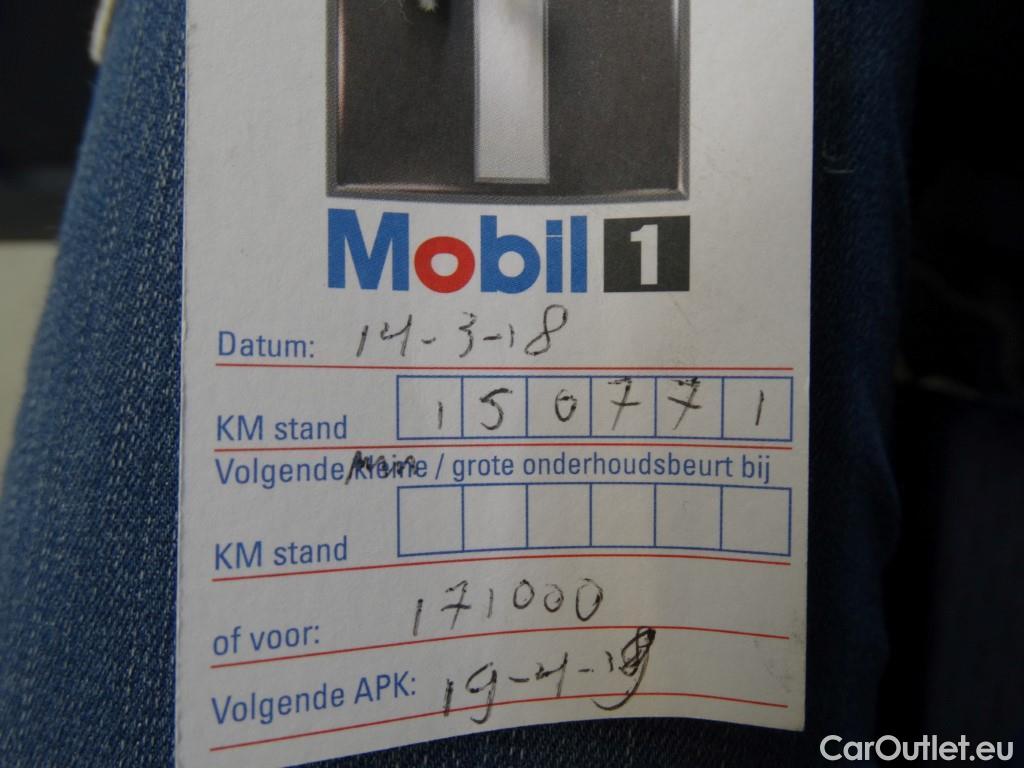 Mobil 1
Datum: 14-3-18
KM stand 150771
Volgende kleine / grote onderhoudsbeurt bij
KM stand
of voor: 171000
Volgende APK: 19-4-19
CarOutlet.eu